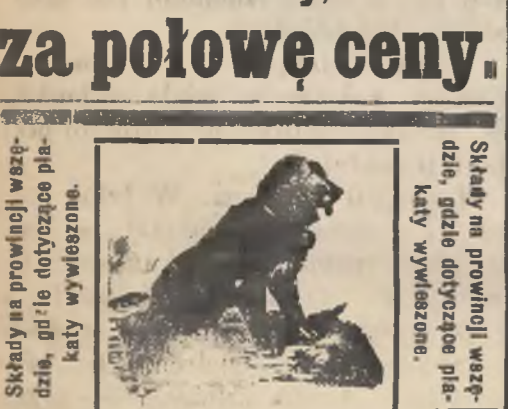 za połowę ceny.
Składy na prowincji wszę-
dzie, gdzie dotyczące pla-
katy wywieszone.
Składy na prowincji wszę-
dzie, gdzie dotyczące pla-
katy wywieszone.